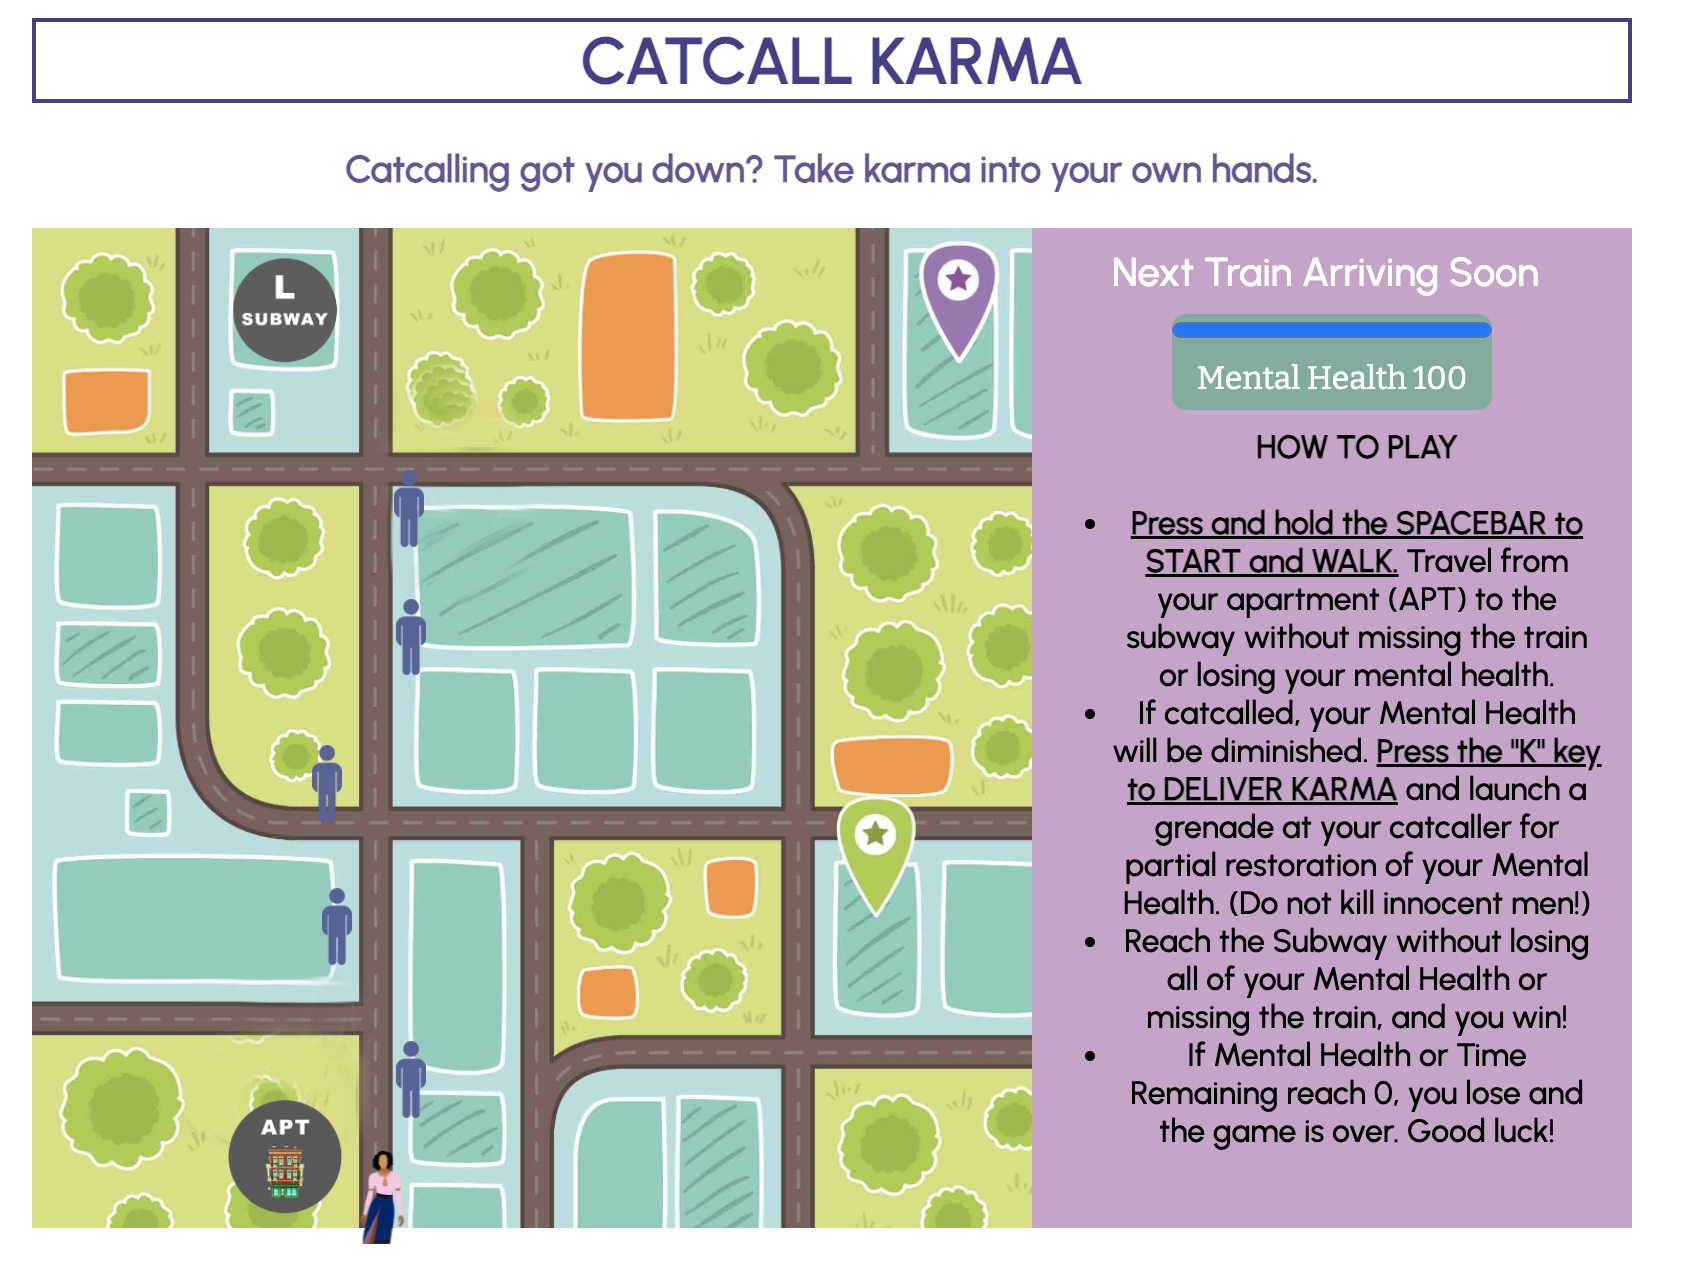 CATCALL KARMA
Catcalling got you down? Take karma into your own hands.
L
SUBWAY
APT
Next Train Arriving Soon
Mental Health 100
HOW TO PLAY
Press and hold the SPACEBAR to
START and WALK. Travel from
your apartment (APT) to the
subway without missing the train
or losing your mental health.
If catcalled, your Mental Health
will be diminished. Press the "K" key
to DELIVER KARMA and launch a
grenade at your catcaller for
partial restoration of your Mental
Health. (Do not kill innocent men!)
Reach the Subway without losing
all of your Mental Health or
missing the train, and you win!
If Mental Health or Time
Remaining reach 0, you lose and
the game is over. Good luck!